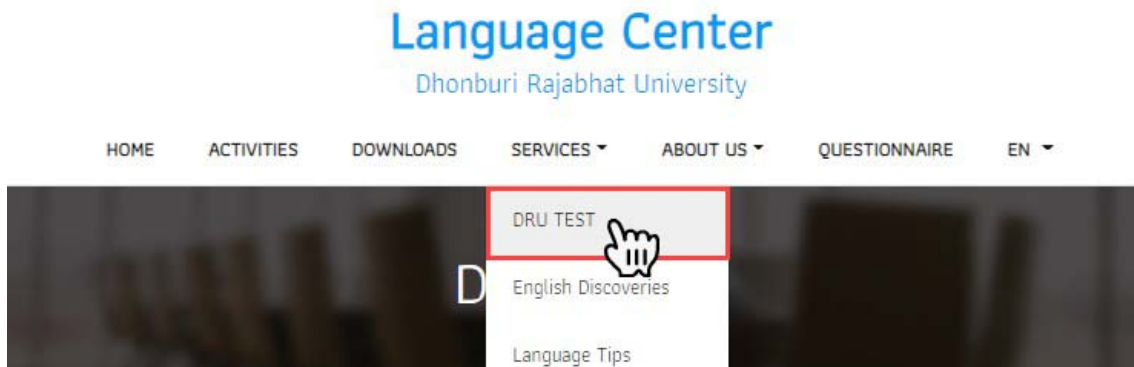 Language Center
Dhonburi Rajabhat University
HOME ACTIVITIES DOWNLOADS SERVICES ABOUT US QUESTIONNAIRE EN
DRU TEST
D
English Discoveries
Language Tips